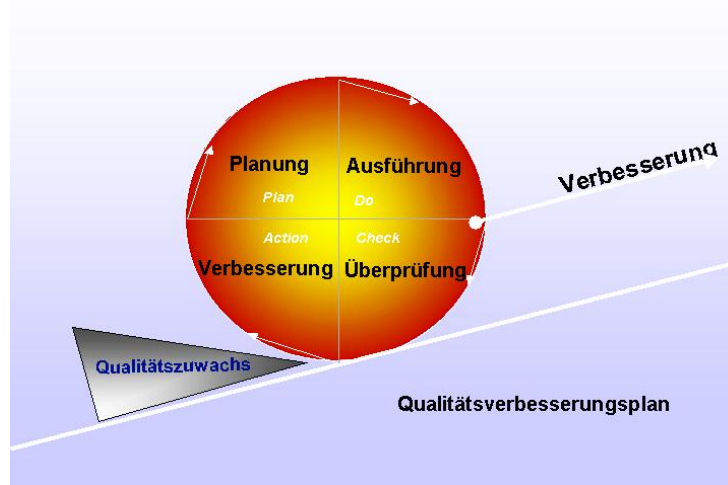 Planung
Ausführung
Plan
Do
Verbesserung
Action
Check
Verbesserung
Überprüfung
Qualitätszuwachs
Qualitätsverbesserungsplan